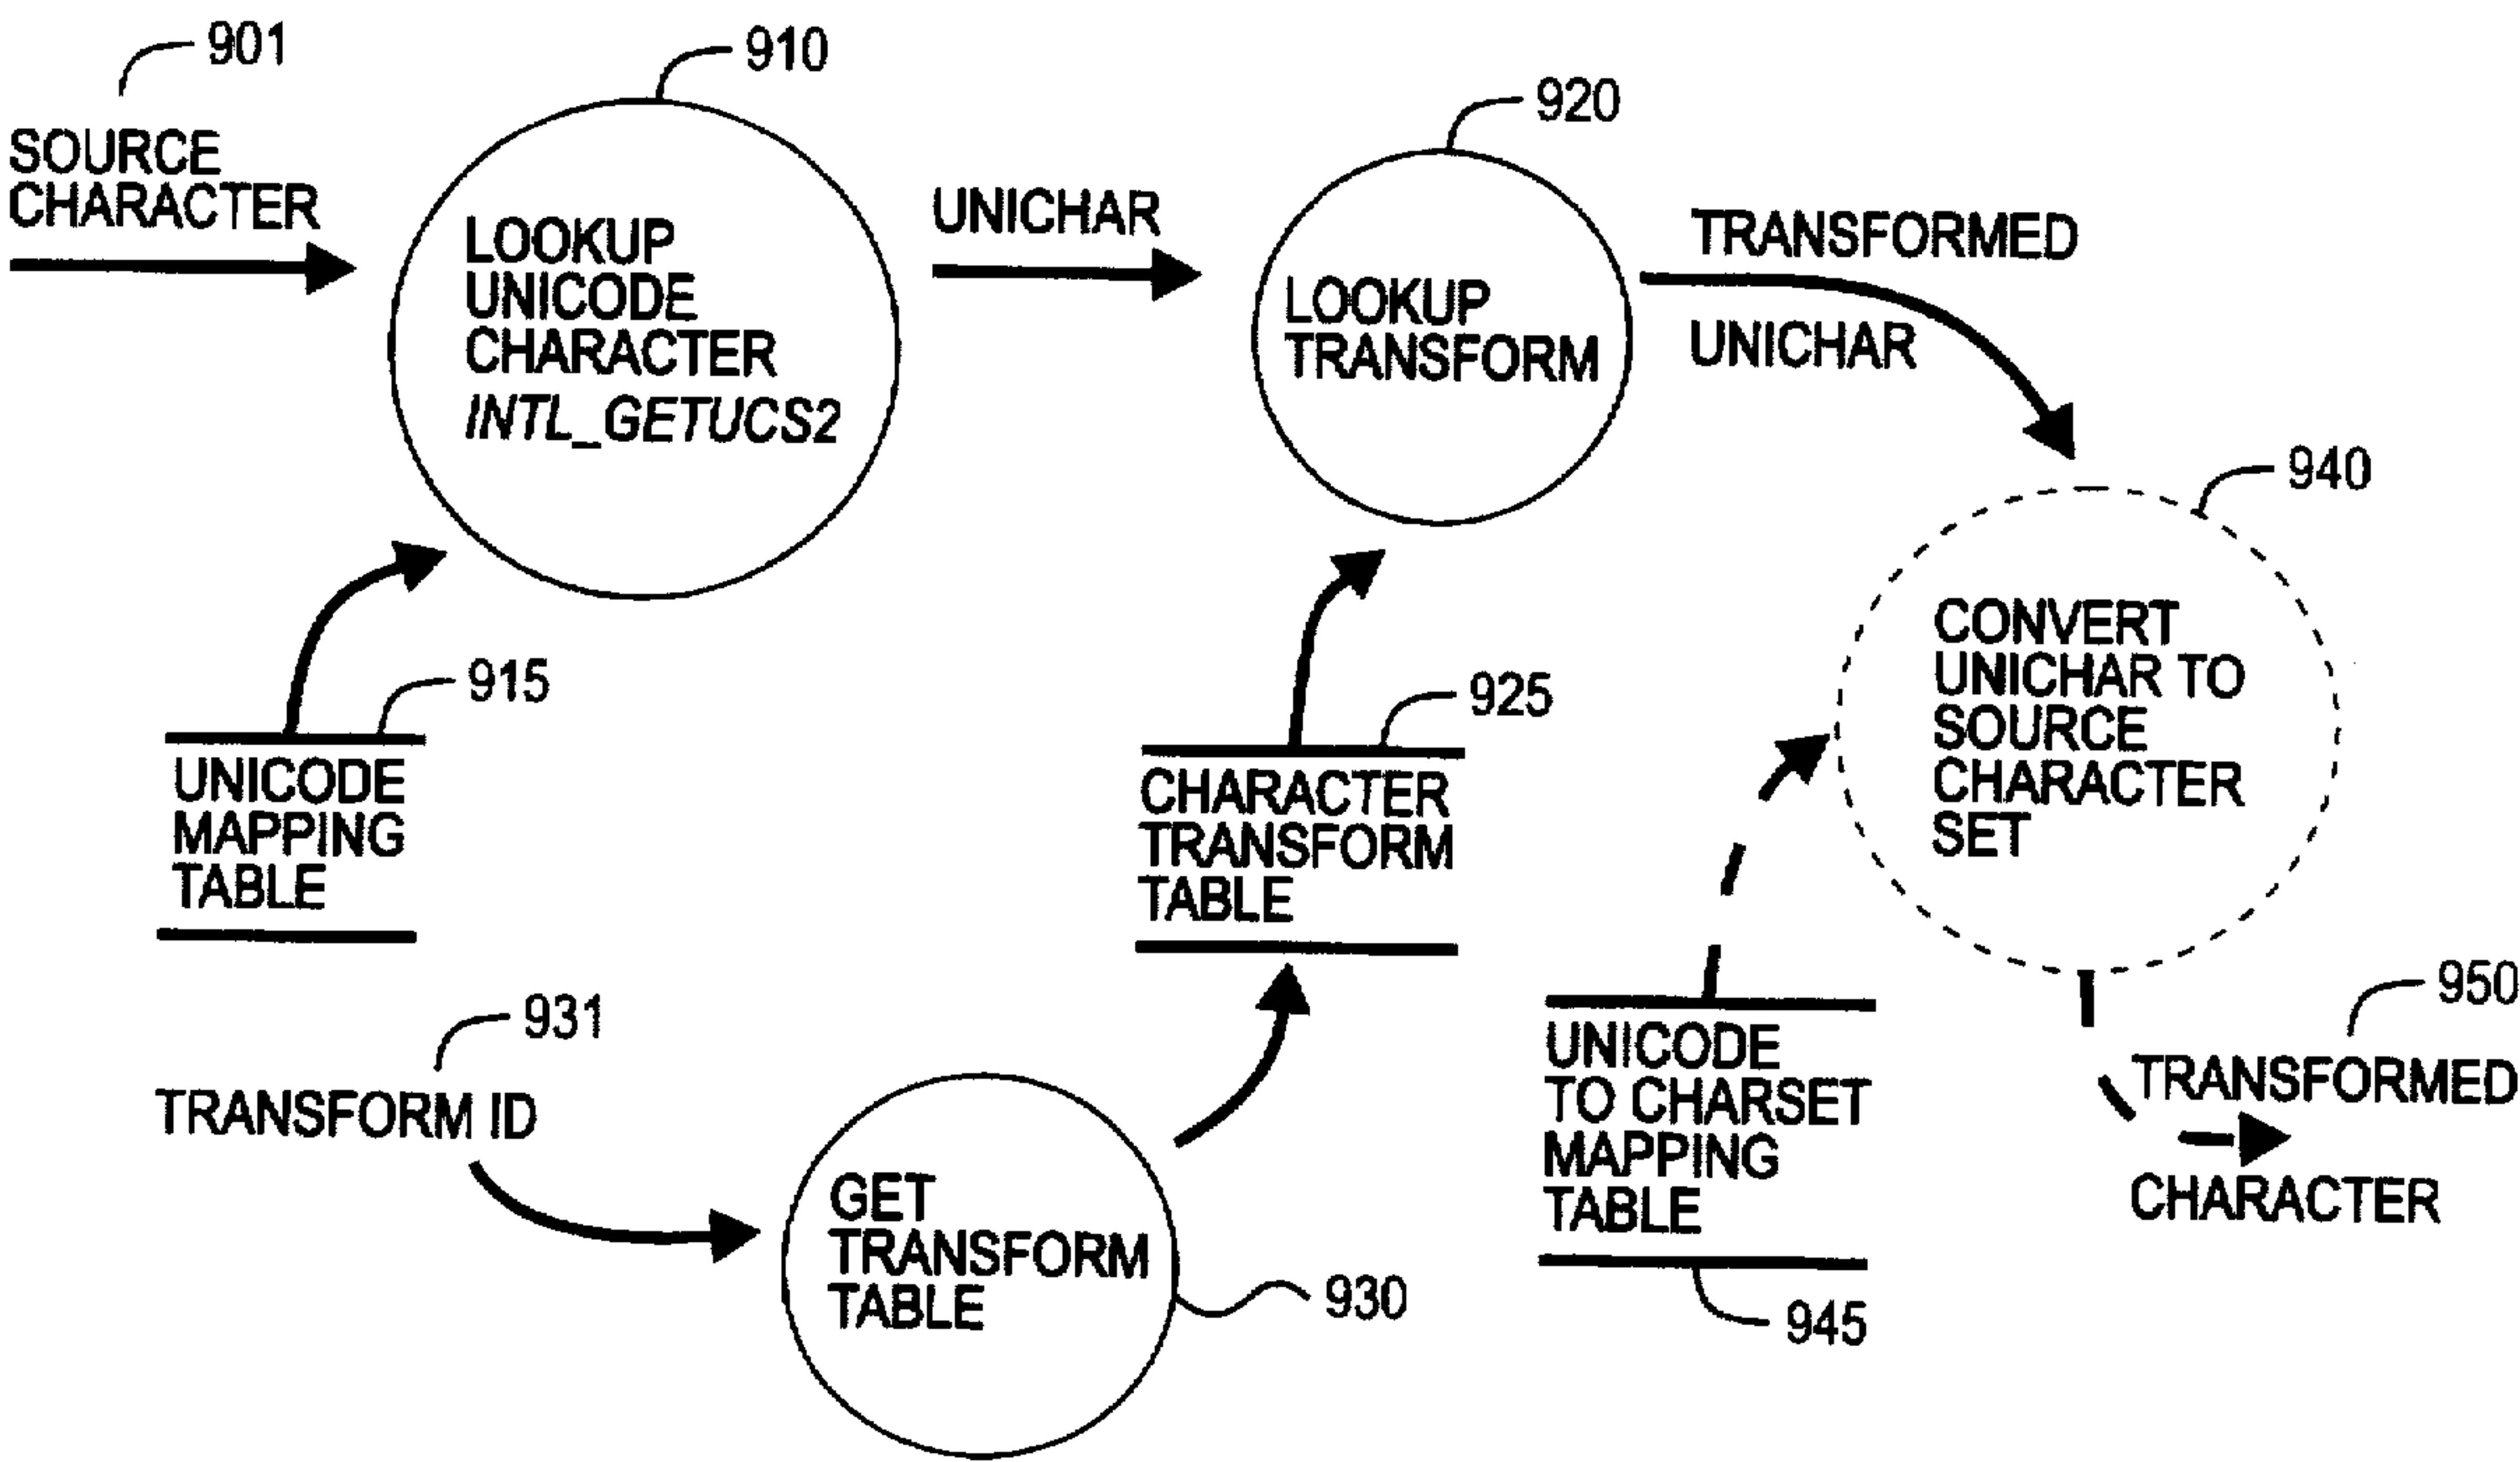 901
SOURCE
CHARACTER
910
LOOKUP
UNICODE
CHARACTER
INTL_GETUCS2
UNICHAR
920
LOOKUP
TRANSFORM
TRANSFORMED
UNICHAR
940
CONVERT
UNICHAR TO
SOURCE
CHARACTER
SET
915
UNICODE
MAPPING
TABLE
925
CHARACTER
TRANSFORM
TABLE
931
TRANSFORM ID
GET
TRANSFORM
TABLE
930
UNICODE
TO CHARSET
MAPPING
TABLE
945
950
TRANSFORMED
CHARACTER